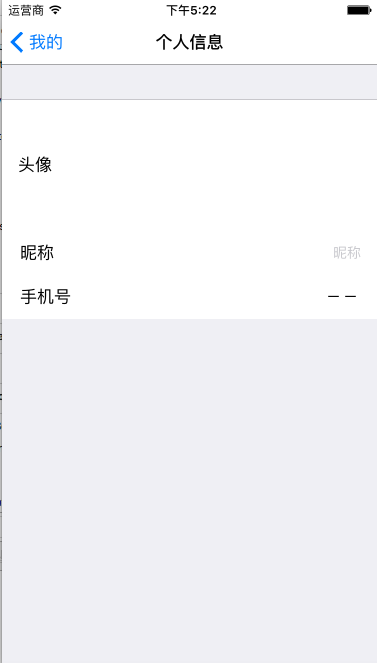 运营商 下午5:22
我的 个人信息
头像
昵称 昵称
手机号 — —